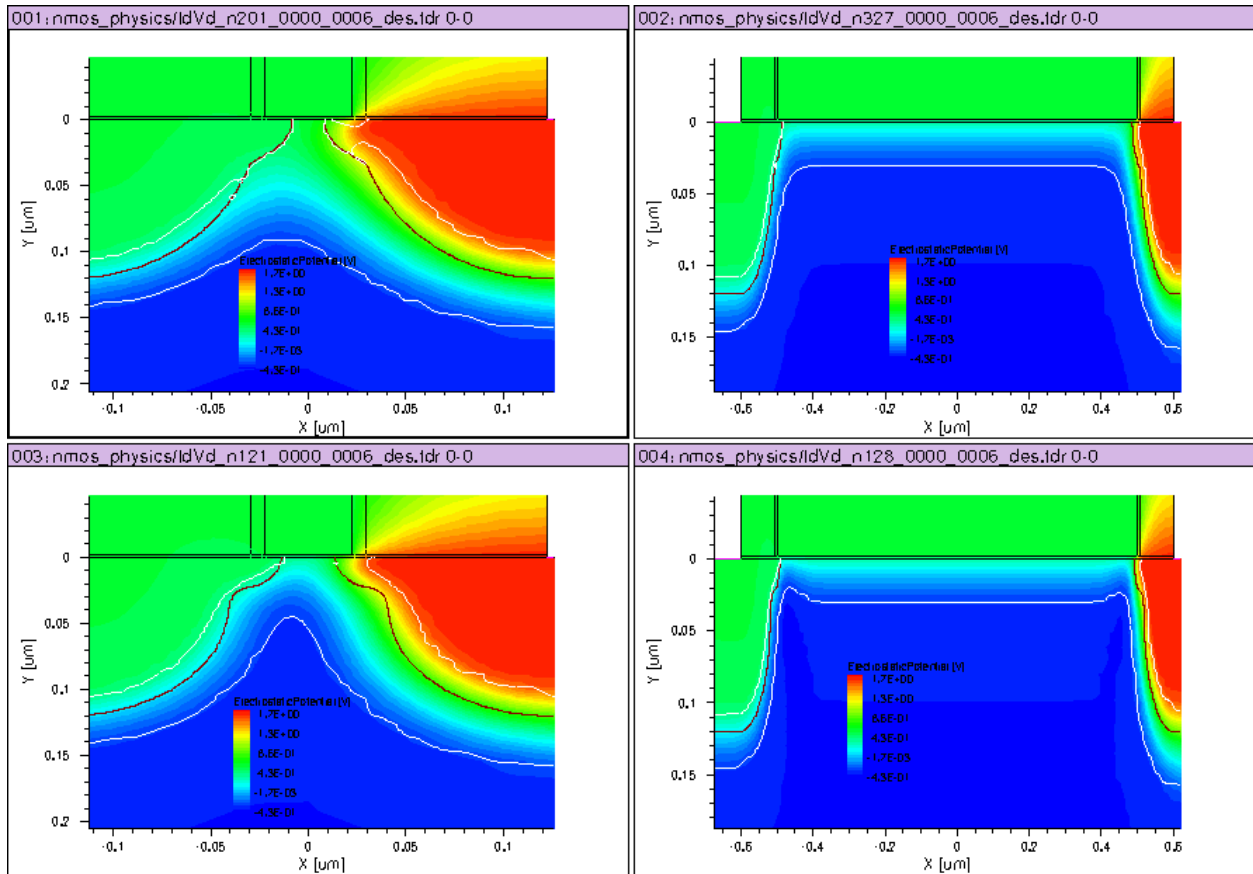 001: nmos_physics/IdVd_n201_0000_0006_des.tdr 0-0
0
0.05
0.1
0.15
0.2
Y [um]
ElectrostaticPotential [V]
1.7E+00
1.3E+00
8.6E-01
4.3E-01
-1.7E-03
-4.3E-01
-0.1
-0.05
0
0.05
0.1
X [um]
002: nmos_physics/IdVd_n327_0000_0006_des.tdr 0-0
0
0.05
0.1
0.15
Y [um]
ElectrostaticPotential [V]
1.7E+00
1.3E+00
8.6E-01
4.3E-01
-1.7E-03
-4.3E-01
-0.6
-0.4
-0.2
0
0.2
0.4
0.6
X [um]
003: nmos_physics/IdVd_n121_0000_0006_des.tdr 0-0
0
0.05
0.1
0.15
0.2
Y [um]
ElectrostaticPotential [V]
1.7E+00
1.3E+00
8.6E-01
4.3E-01
-1.7E-03
-4.3E-01
-0.1
-0.05
0
0.05
0.1
X [um]
004: nmos_physics/IdVd_n128_0000_0006_des.tdr 0-0
0
0.05
0.1
0.15
Y [um]
ElectrostaticPotential [V]
1.7E+00
1.3E+00
8.6E-01
4.3E-01
-1.7E-03
-4.3E-01
-0.6
-0.4
-0.2
0
0.2
0.4
0.6
X [um]